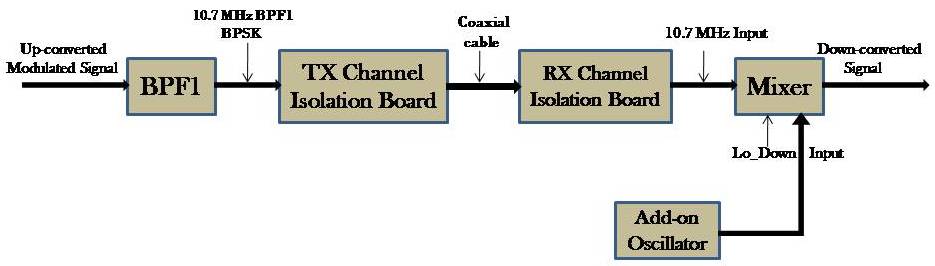 Up-converted
Modulated Signal
BPF1
10.7 MHz BPF1
BPSK
TX Channel
Isolation Board
Coaxial
cable
RX Channel
Isolation Board
10.7 MHz Input
Mixer
Down-converted
Signal
Lo_Down Input
Add-on
Oscillator